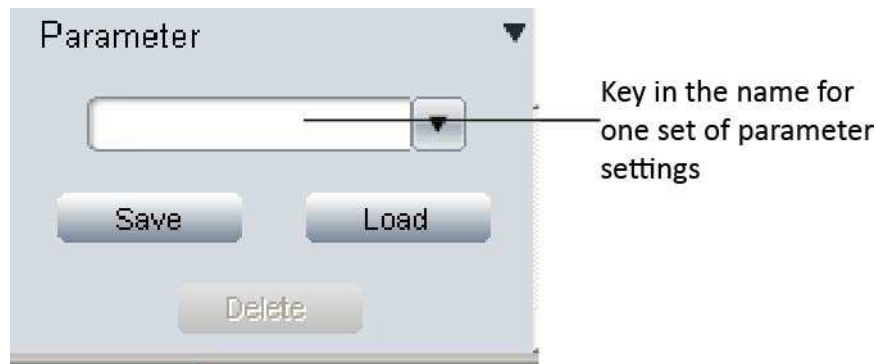 Parameter
Key in the name for
one set of parameter
settings
Save Load
Delete